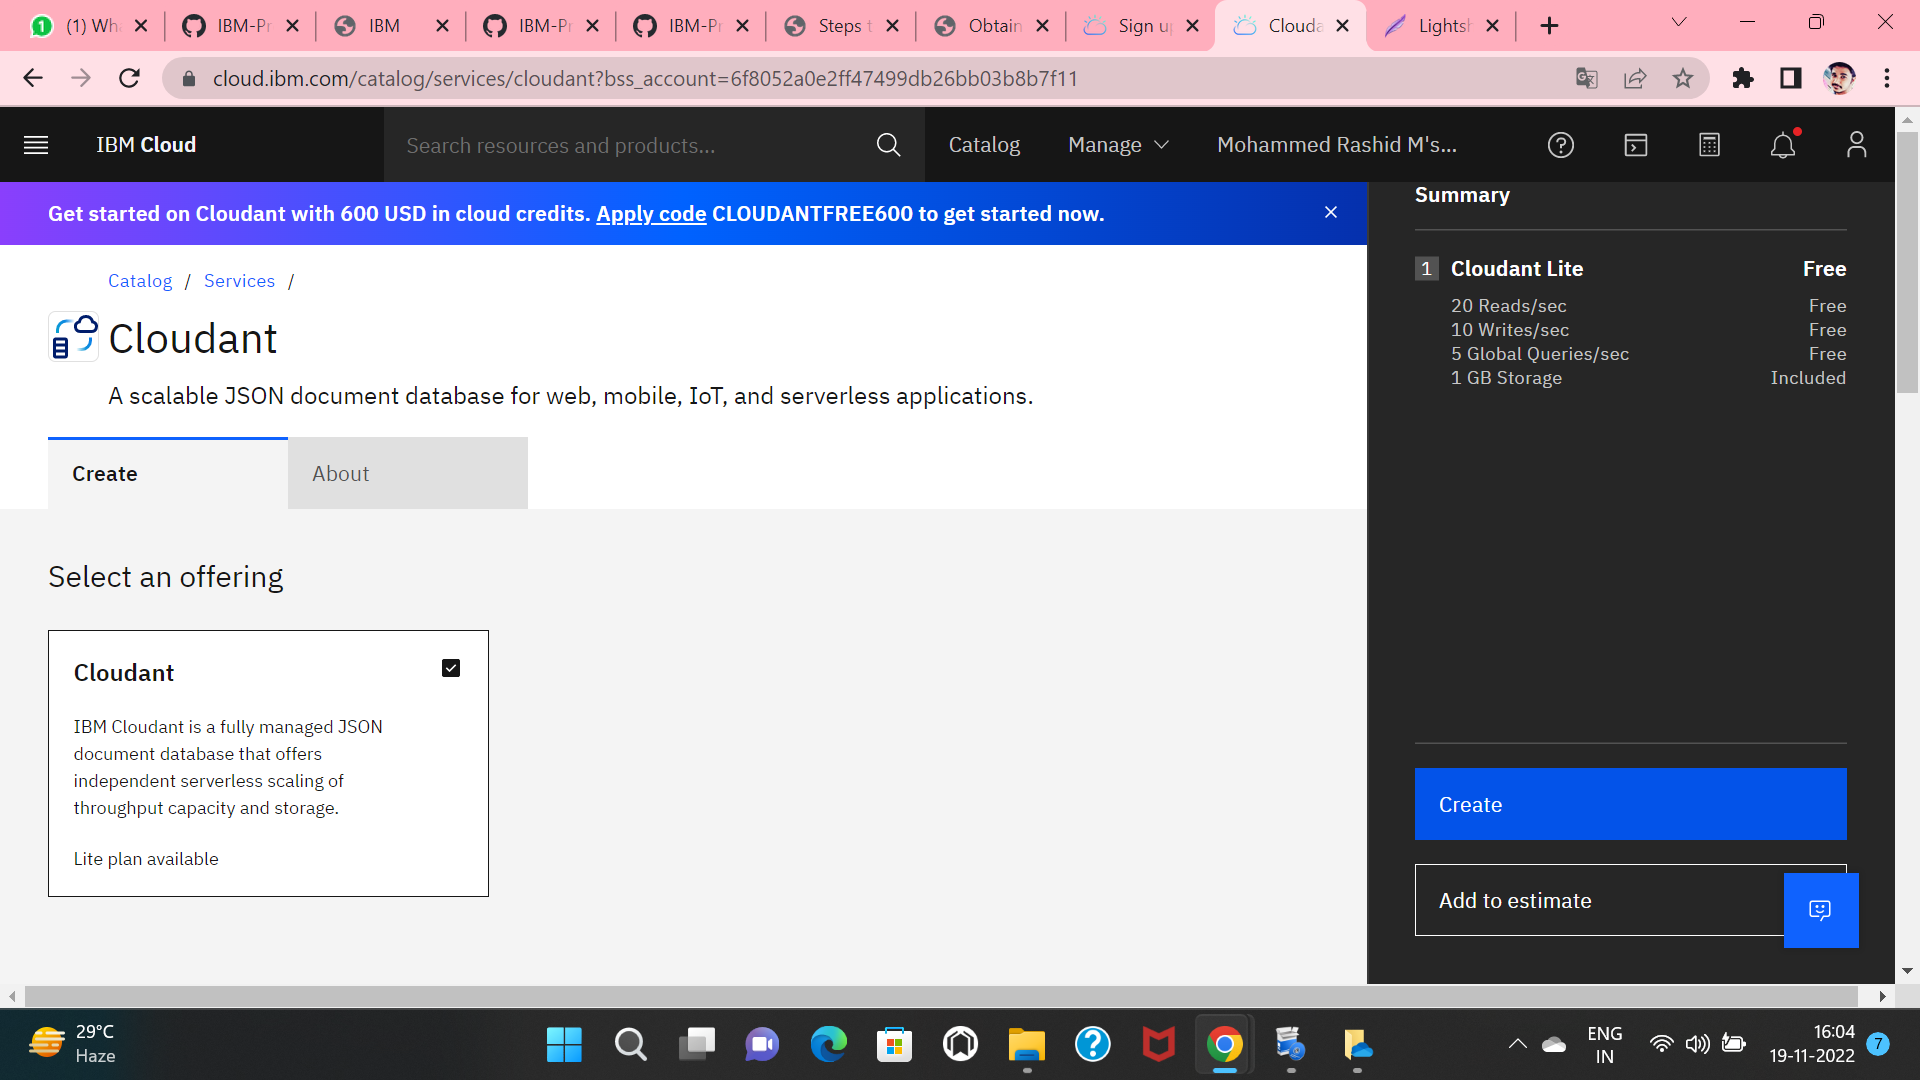 (1) Wh
IBM-Pr
IBM
IBM-Pr
IBM-Pr
Steps t
Obtain
Sign up
Clouda
Lightsh
cloud.ibm.com/catalog/services/cloudant?bss_account=6f8052a0e2ff47499db26bb03b8b7f11
IBM Cloud
Search resources and products...
Catalog
Manage
Mohammed Rashid M's...
Get started on Cloudant with 600 USD in cloud credits. Apply code CLOUDANTFREE600 to get started now.
Catalog / Services /
Cloudant
A scalable JSON document database for web, mobile, IoT, and serverless applications.
Create
About
Select an offering
Cloudant
IBM Cloudant is a fully managed JSON
document database that offers
independent serverless scaling of
throughput capacity and storage.
Lite plan available
Summary
1 Cloudant Lite Free
20 Reads/sec Free
10 Writes/sec Free
5 Global Queries/sec Free
1 GB Storage Included
Create
Add to estimate
29°C
Haze
ENG
IN
16:04
19-11-2022
7